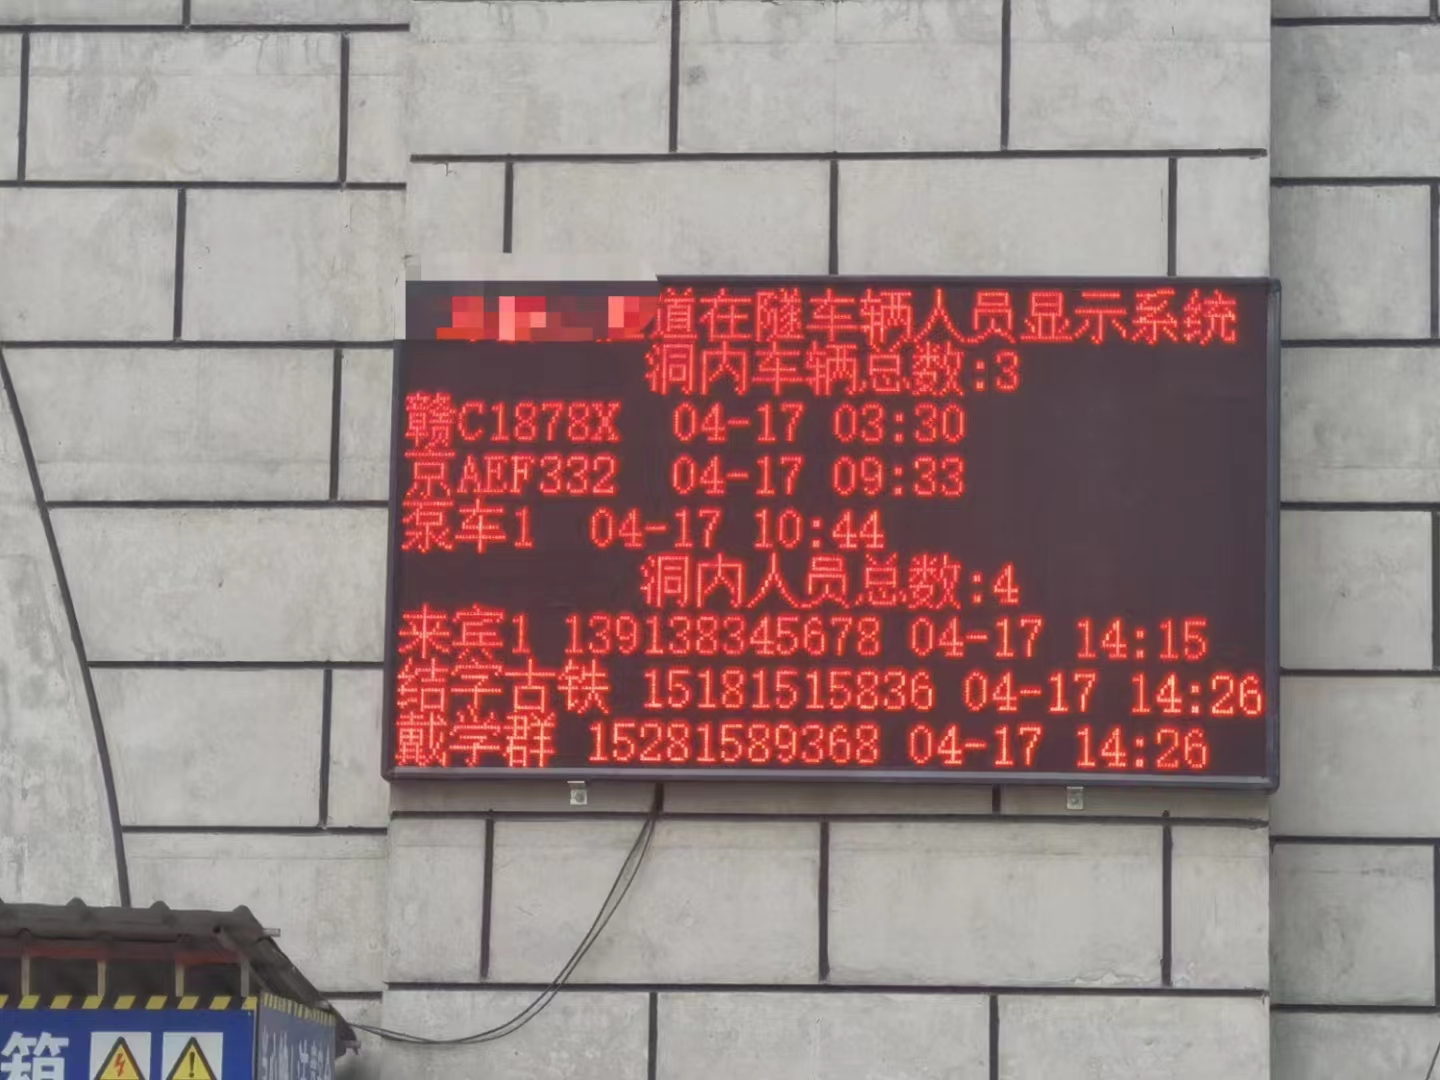 道在隧车辆人员显示系统
洞内车辆总数:3
赣C1878X 04-17 03:30
京AEF332 04-17 09:33
泵车1 04-17 10:44
洞内人员总数:4
来宾1 139138345678 04-17 14:15
结学古铁 15181515836 04-17 14:26
戴学群 15281589368 04-17 14:26
箱